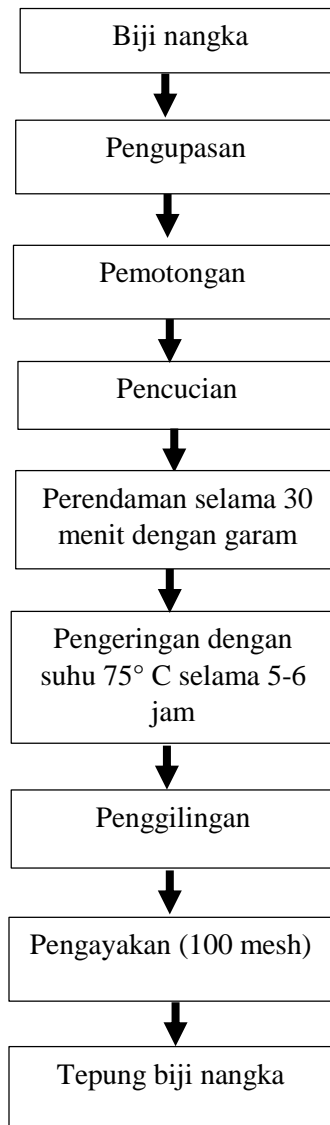 Biji nangka
Pengupasan
Pemotongan
Pencucian
Perendaman selama 30
menit dengan garam
Pengeringan dengan
suhu 75° C selama 5-6
jam
Penggilingan
Pengayakan (100 mesh)
Tepung biji nangka